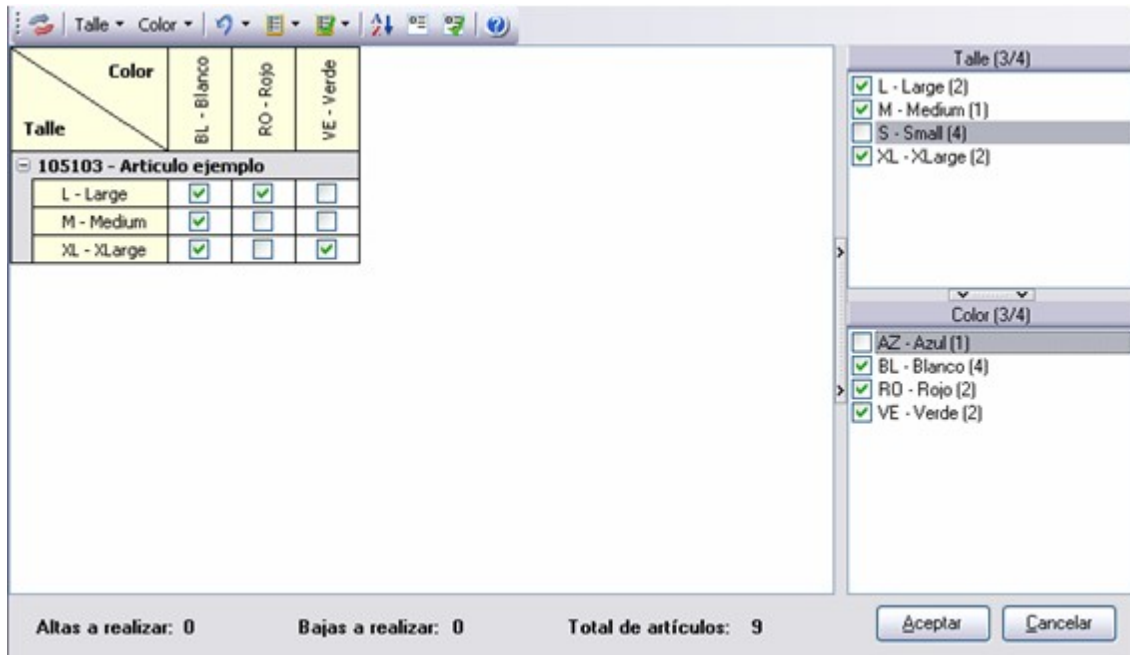 Talle Color
Color
Talle
BL - Blanco
RO - Rojo
VE - Verde
105103 - Articulo ejemplo
L - Large
M - Medium
XL - XLarge
Talle (3/4)
L - Large (2)
M - Medium (1)
S - Small (4)
XL - XLarge (2)
Color (3/4)
AZ - Azul (1)
BL - Blanco (4)
RO - Rojo (2)
VE - Verde (2)
Altas a realizar: 0 Bajas a realizar: 0 Total de artículos: 9
Aceptar Cancelar